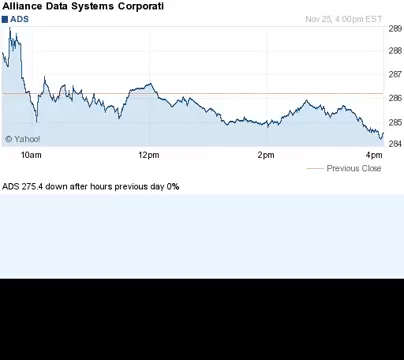 Alliance Data Systems Corporati
ADS Nov 25, 4:00pm EST
289
288
287
286
285
284
© Yahoo!
10am 12pm 2pm 4pm
Previous Close
ADS 275.4 down after hours previous day 0%